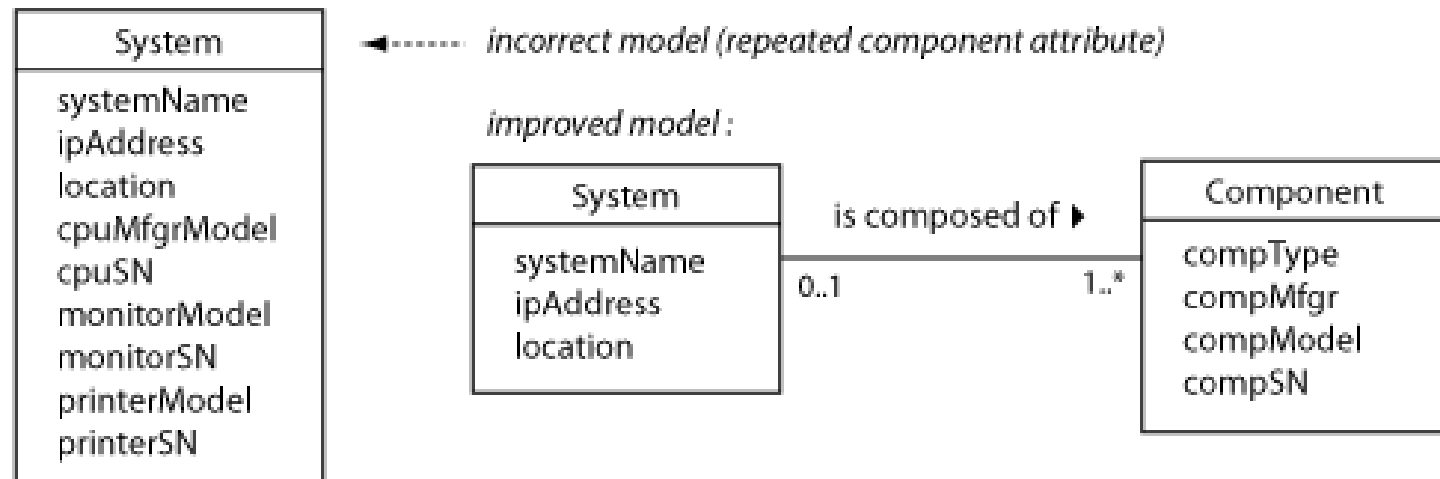 System
systemName
ipAddress
location
cpuMfgrModel
cpuSN
monitorModel
monitorSN
printerModel
printerSN
incorrect model (repeated component attribute)
improved model :
System
systemName
ipAddress
location
is composed of
0..1
1..*
Component
compType
compMfgr
compModel
compSN